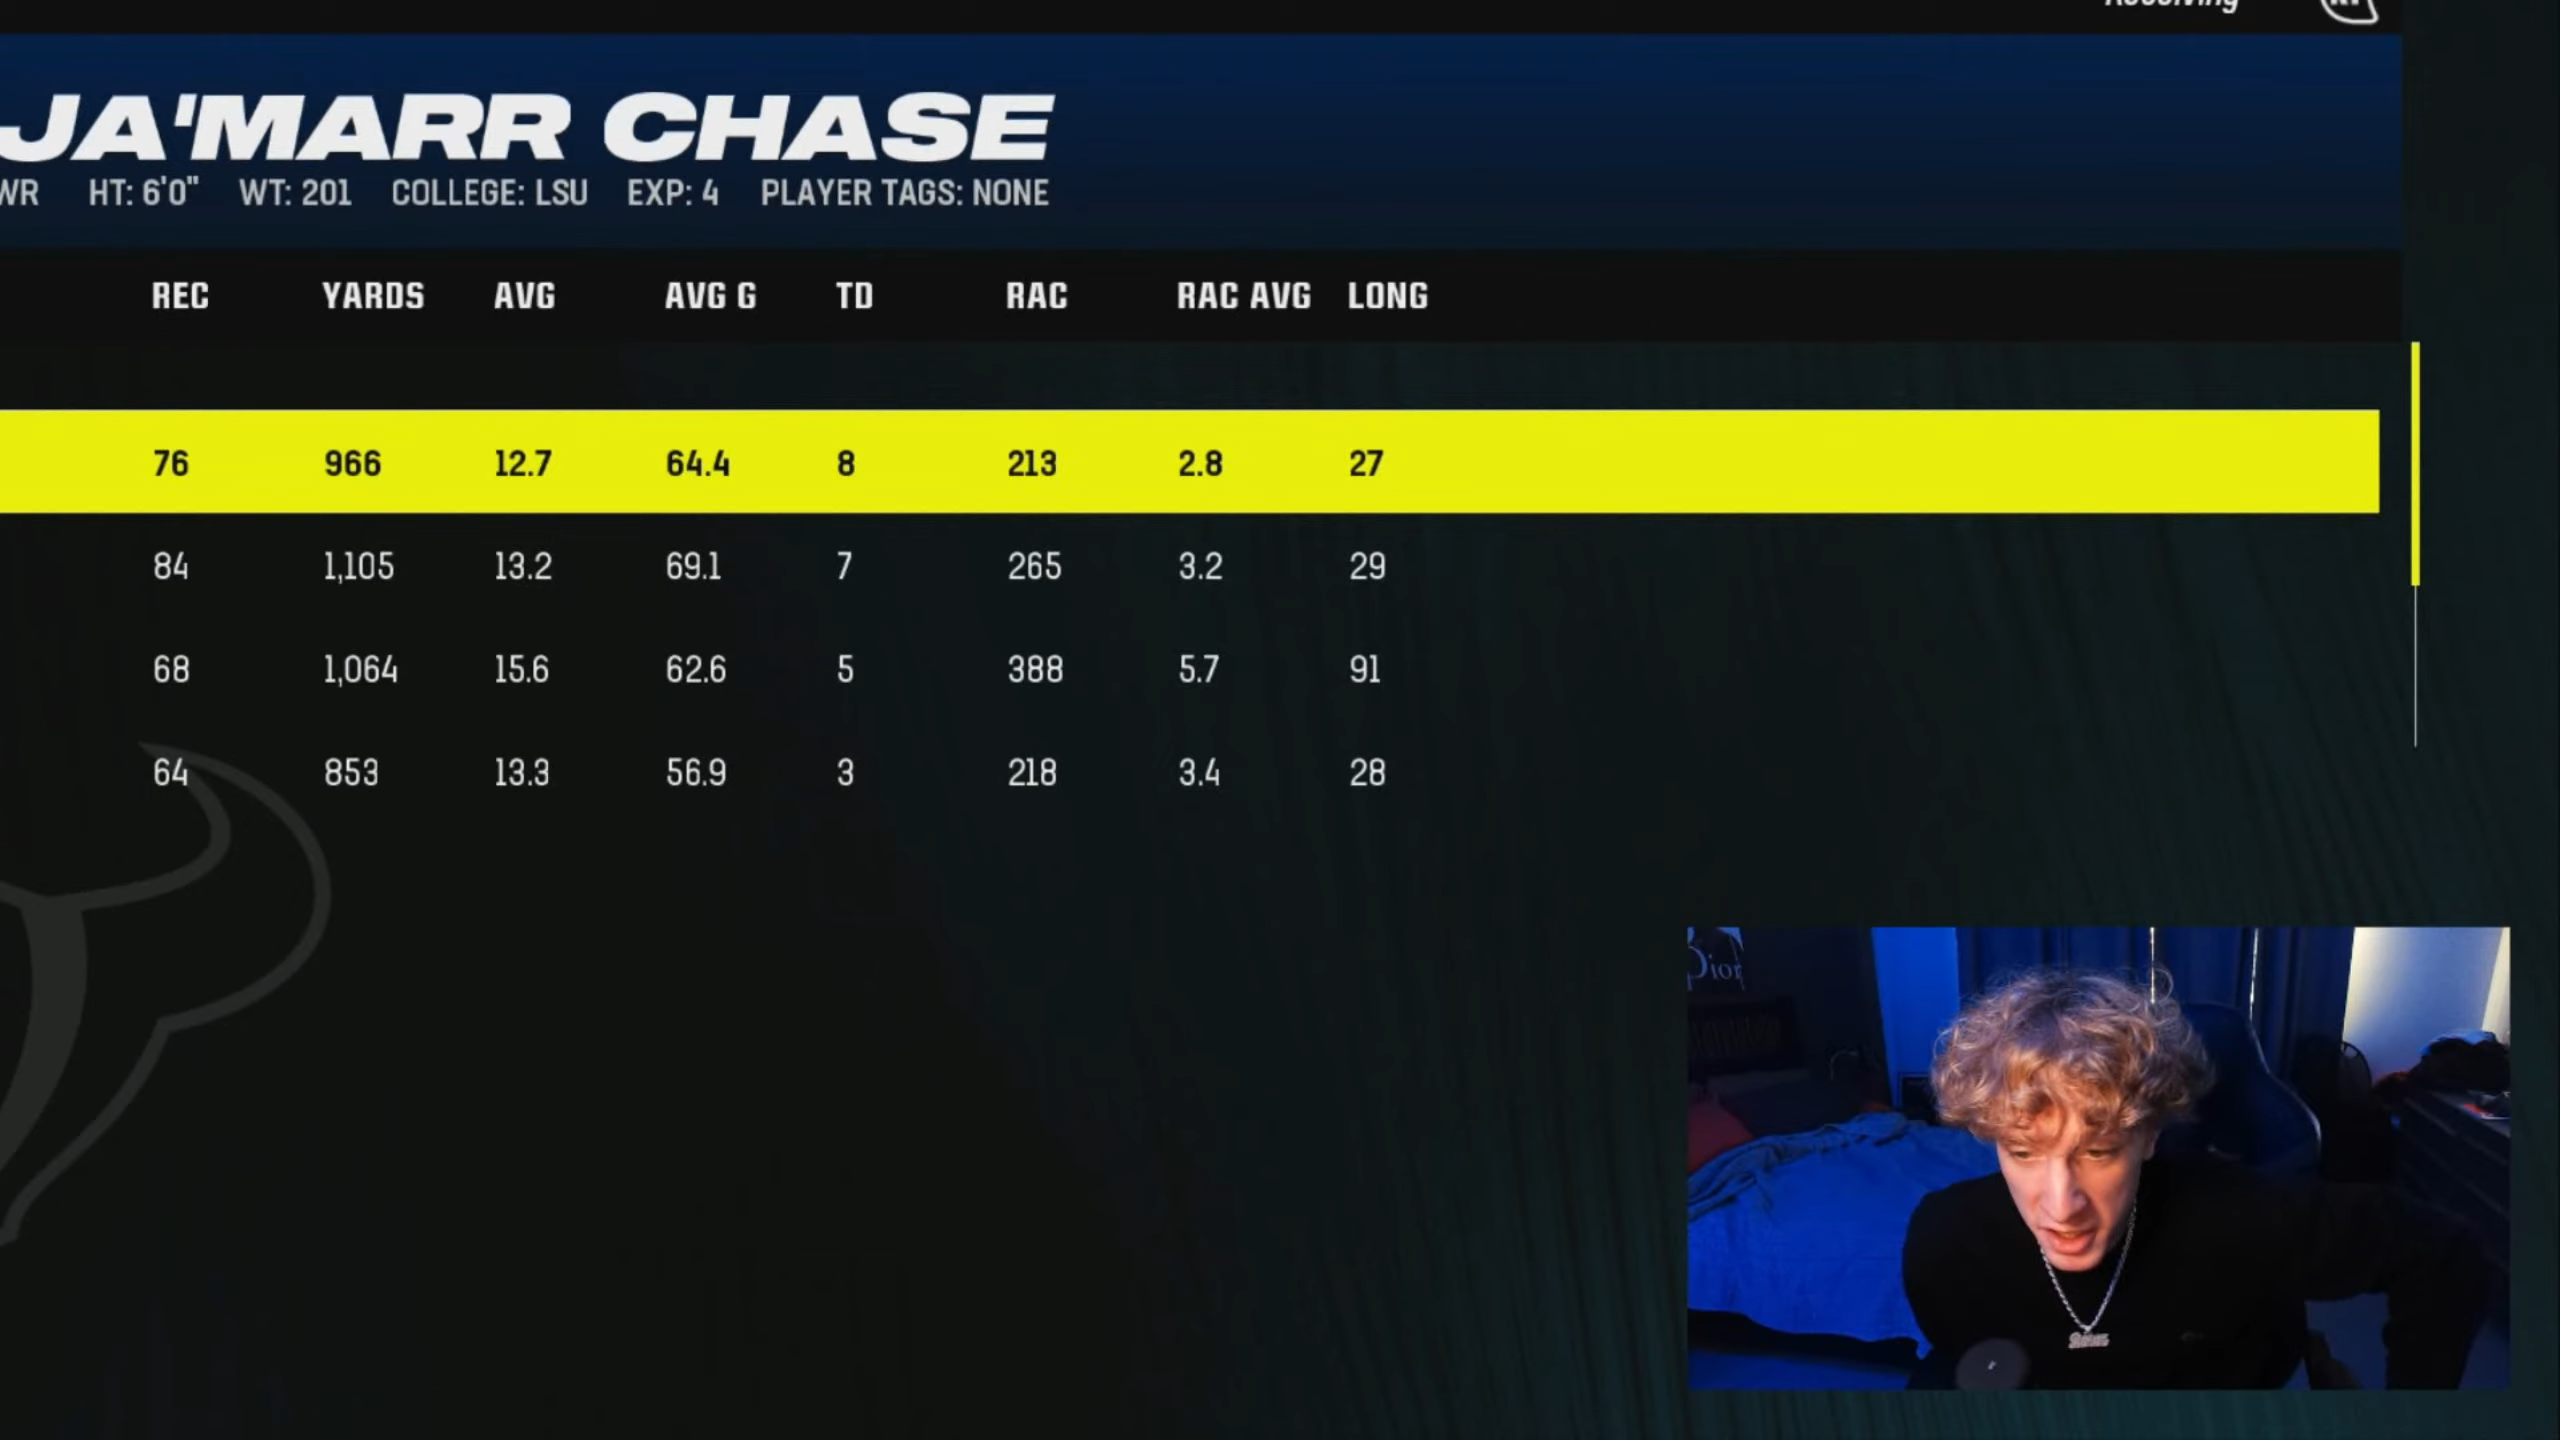 Receiving
JA'MARR CHASE
WR HT: 6'0" WT: 201 COLLEGE: LSU EXP: 4 PLAYER TAGS: NONE
REC YARDS AVG AVG G TD RAC RAC AVG LONG
76 966 12.7 64.4 8 213 2.8 27
84 1,105 13.2 69.1 7 265 3.2 29
68 1,064 15.6 62.6 5 388 5.7 91
64 853 13.3 56.9 3 218 3.4 28
Dior